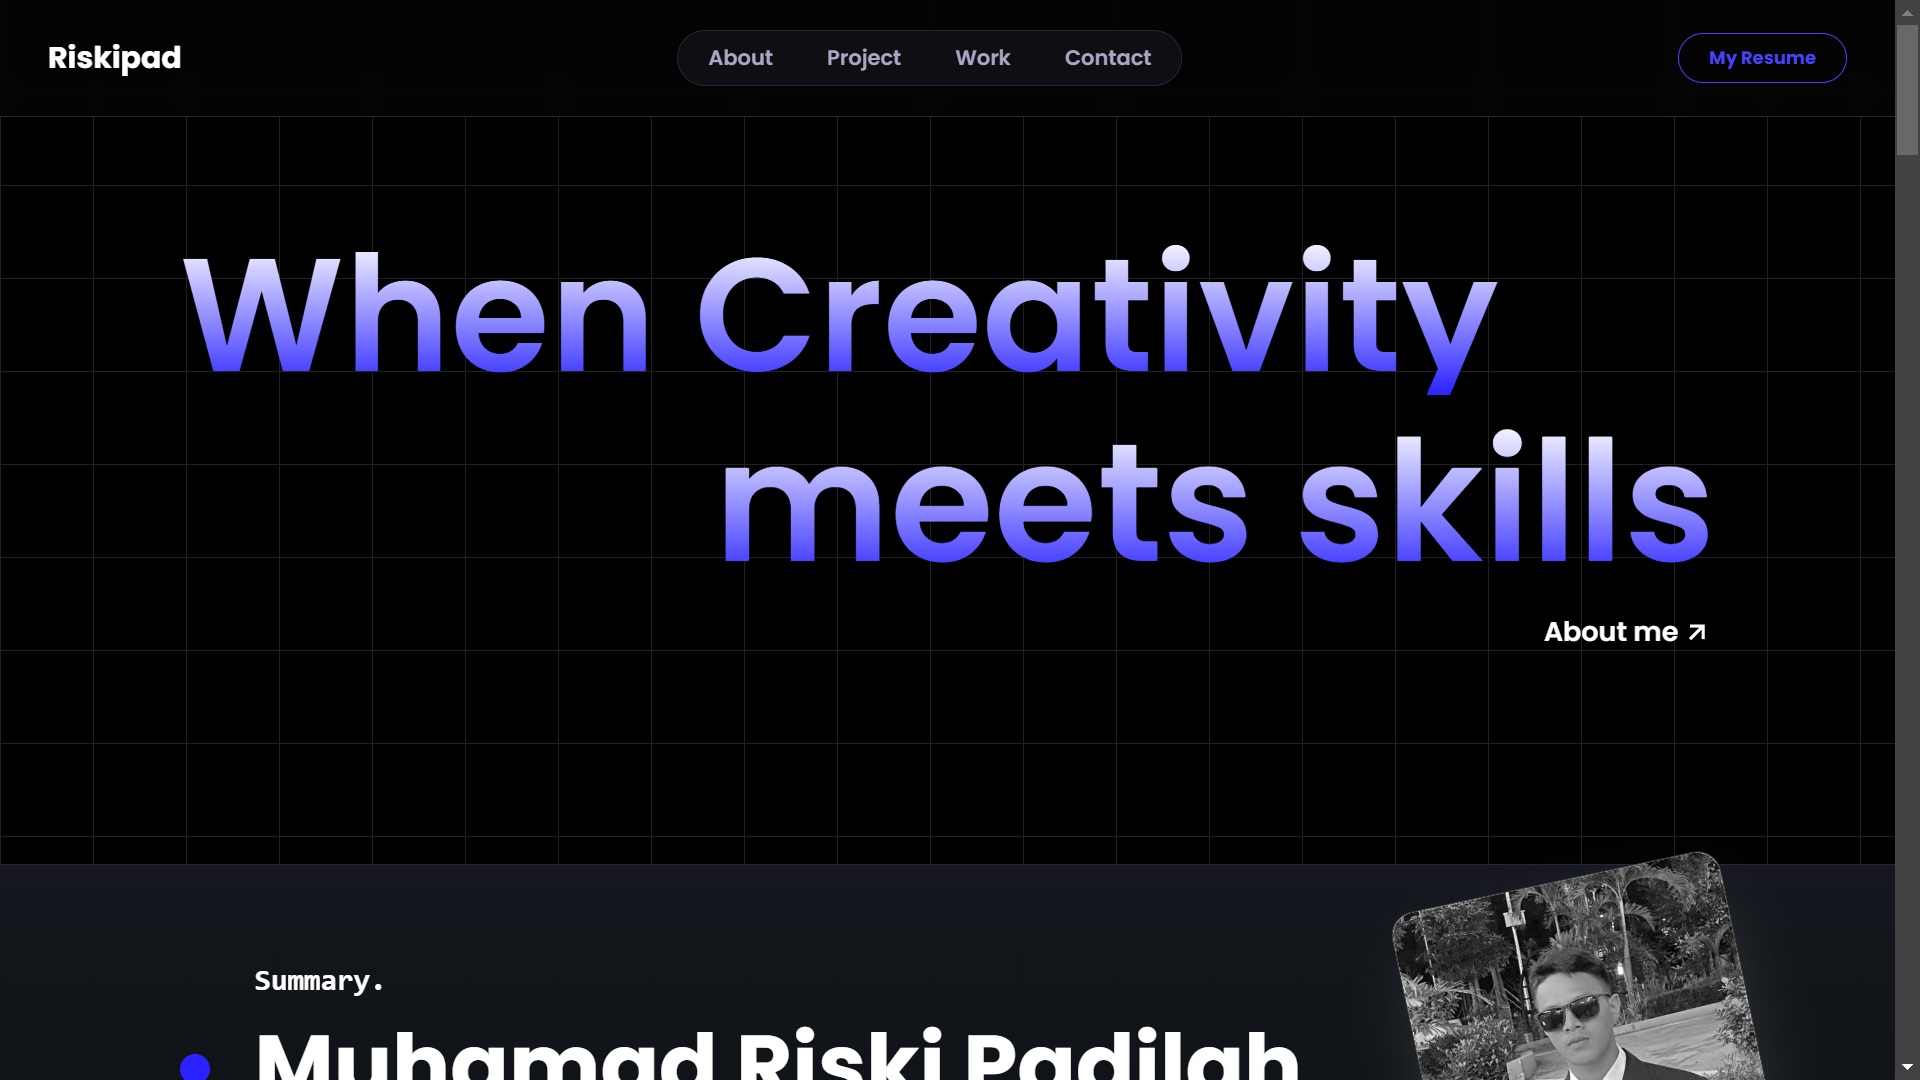 Riskipad
About Project Work Contact
My Resume
When Creativity
meets skills
About me
Summary.
Muhamad Riski Padilah